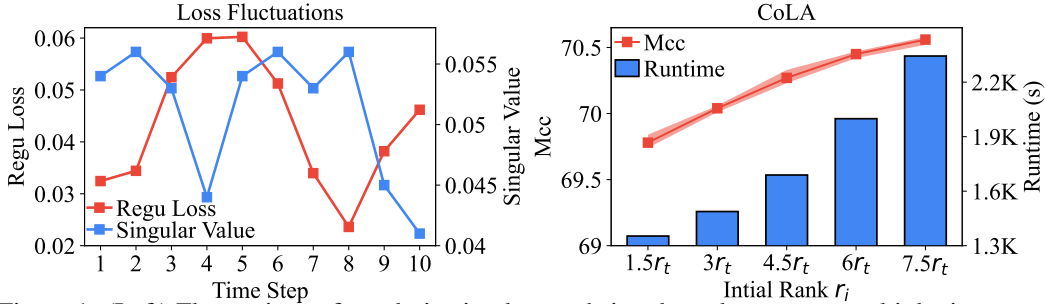 Loss Fluctuations
0.06
0.05
0.04
0.03
0.02
Regu Loss
0.055
0.05
0.045
0.04
Singular Value
Regu Loss
Singular Value
1 2 3 4 5 6 7 8 9 10
Time Step
CoLA
70.5
70
69.5
69
Mcc
Mcc
Runtime
2.2K
1.9K
1.6K
1.3K
Runtime (s)
1.5r_t 3r_t 4.5r_t 6r_t 7.5r_t
Intial Rank r_i